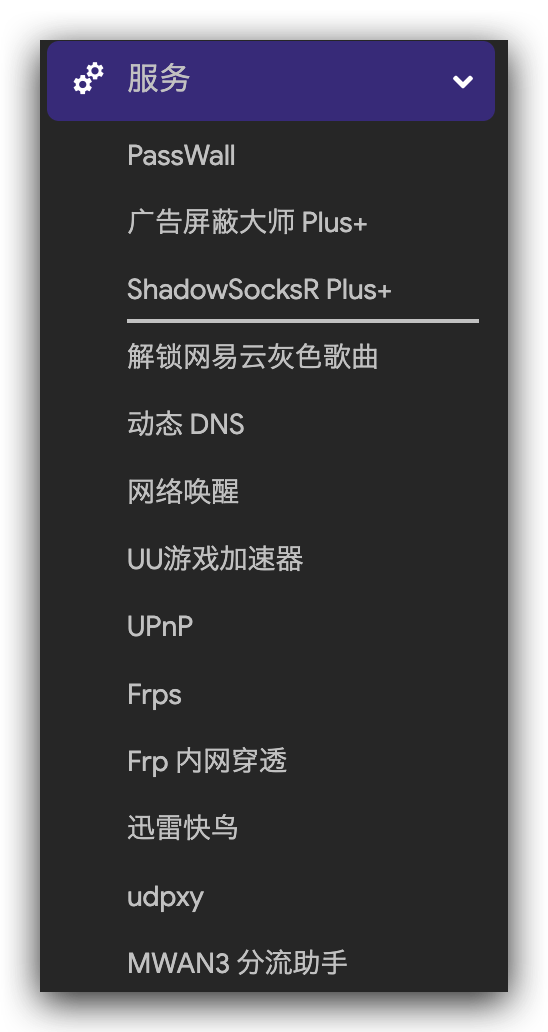 服务
PassWall
广告屏蔽大师 Plus+
ShadowSocksR Plus+
解锁网易云灰色歌曲
动态 DNS
网络唤醒
UU游戏加速器
UPnP
Frps
Frp 内网穿透
迅雷快鸟
udpxy
MWAN3 分流助手